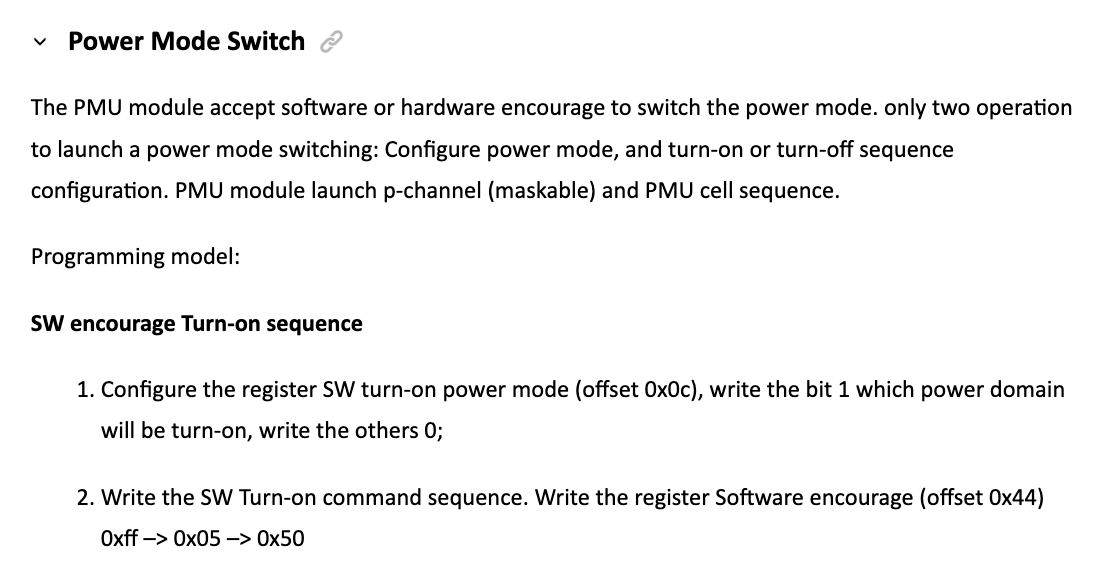 Power Mode Switch
The PMU module accept software or hardware encourage to switch the power mode. only two operation
to launch a power mode switching: Configure power mode, and turn-on or turn-off sequence
configuration. PMU module launch p-channel (maskable) and PMU cell sequence.
Programming model:
SW encourage Turn-on sequence
1. Configure the register SW turn-on power mode (offset 0x0c), write the bit 1 which power domain
will be turn-on, write the others 0;
2. Write the SW Turn-on command sequence. Write the register Software encourage (offset 0x44)
0xff –> 0x05 –> 0x50